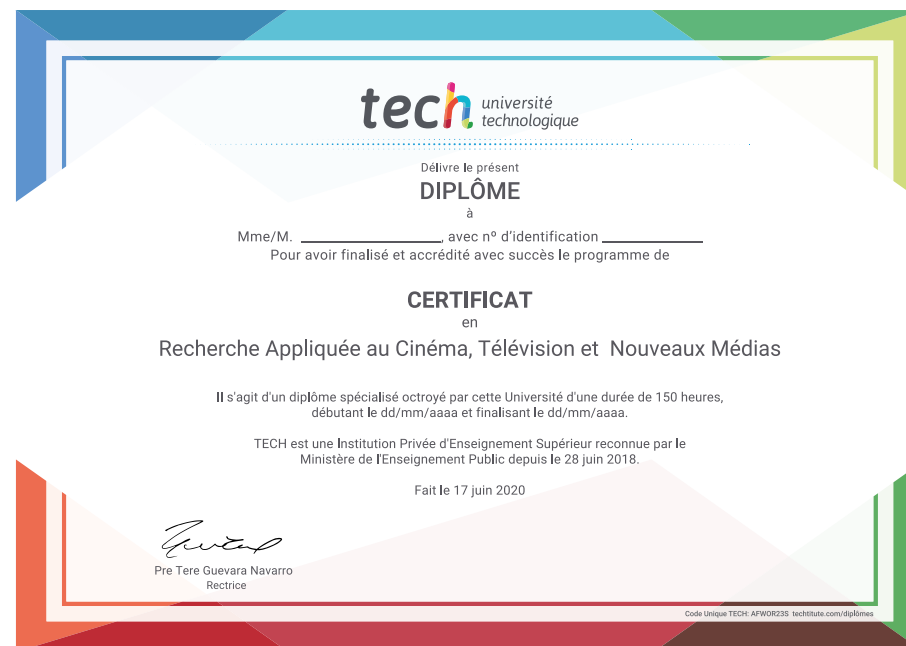 tech université
technologique
Délivre le présent
DIPLÔME
à
Mme/M. ____________________, avec nº d'identification ______________
Pour avoir finalisé et accrédité avec succès le programme de
CERTIFICAT
en
Recherche Appliquée au Cinéma, Télévision et Nouveaux Médias
Il s'agit d'un diplôme spécialisé octroyé par cette Université d'une durée de 150 heures,
débutant le dd/mm/aaaa et finalisant le dd/mm/aaaa.
TECH est une Institution Privée d'Enseignement Supérieur reconnue par le
Ministère de l'Enseignement Public depuis le 28 juin 2018.
Fait le 17 juin 2020
Pre Tere Guevara Navarro
Rectrice
Code Unique TECH: AFWOR23S techtitute.com/diplômes